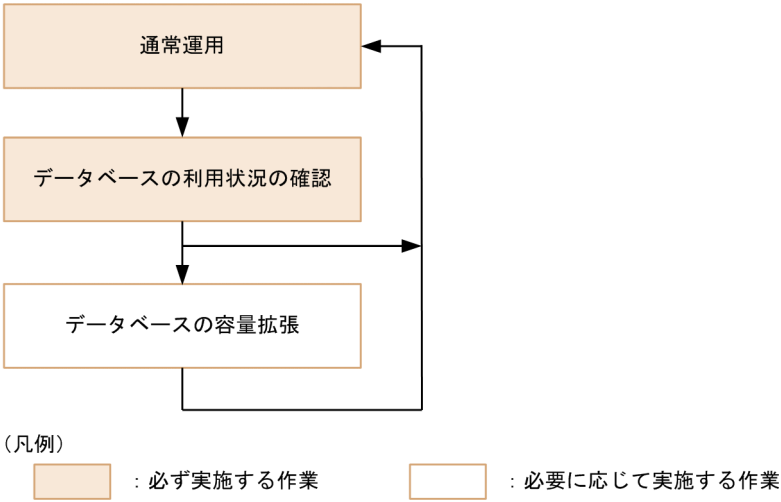 通常運用
データベースの利用状況の確認
データベースの容量拡張
(凡例)
：必ず実施する作業
：必要に応じて実施する作業